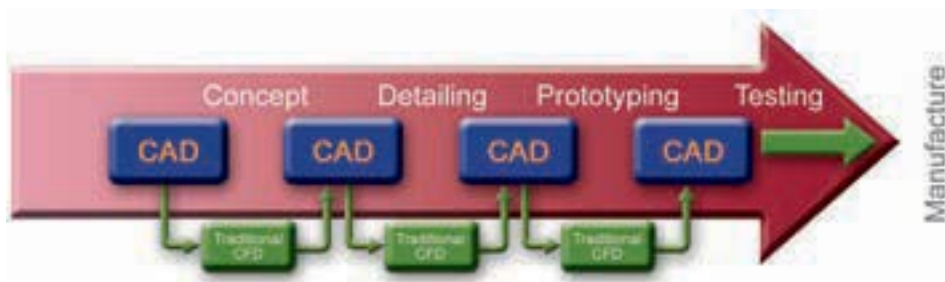 Concept Detailing Prototyping Testing
CAD CAD CAD CAD
Traditional Traditional Traditional
CFD CFD CFD
Manufacture